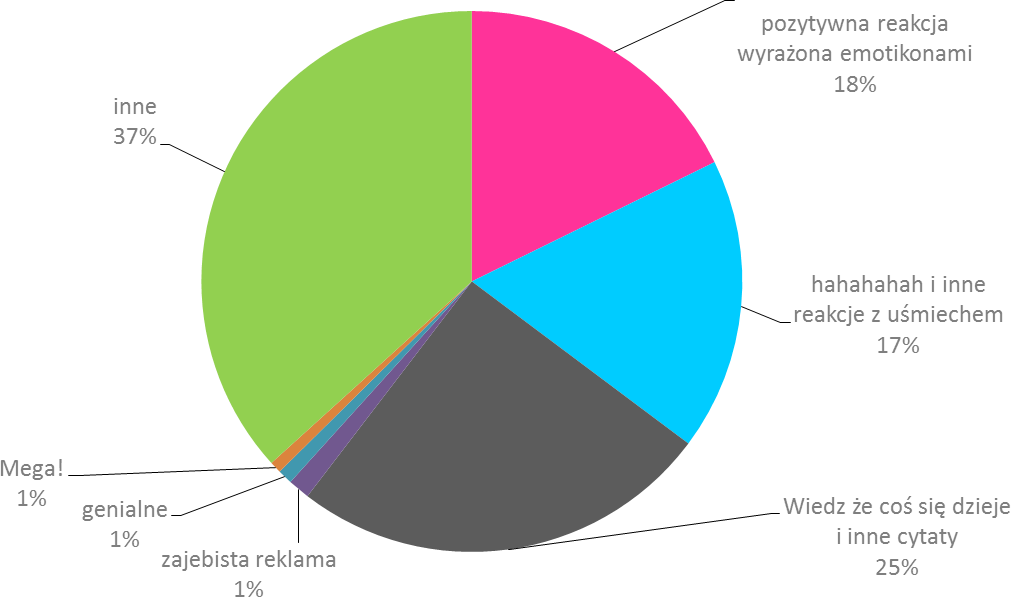 pozytywna reakcja
wyrażona emotikonami
18%
hahahahah i inne
reakcje z uśmiechem
17%
Wiedz że coś się dzieje
i inne cytaty
25%
zajebista reklama
1%
genialne
1%
Mega!
1%
inne
37%